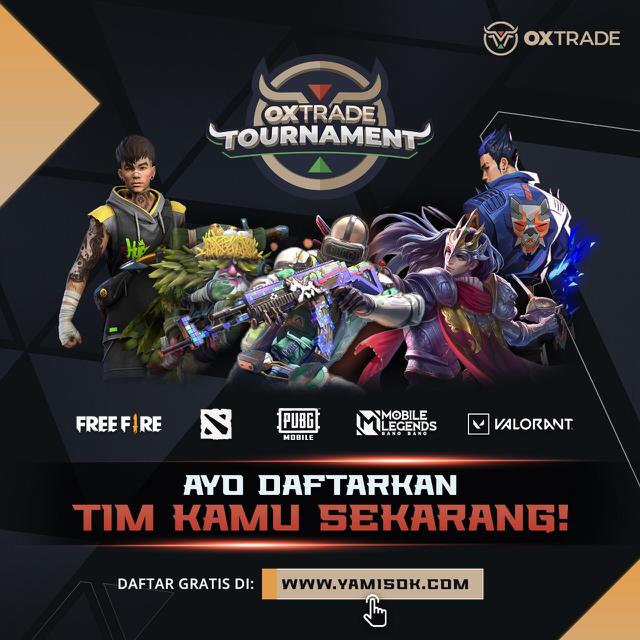 OXTRADE
OXTRADE
TOURNAMENT
FREE FIRE
PUBG
MOBILE
MOBILE
LEGENDS
BANG BANG
VALORANT
AYO DAFTARKAN
TIM KAMU SEKARANG!
DAFTAR GRATIS DI: WWW.YAMISOK.COM